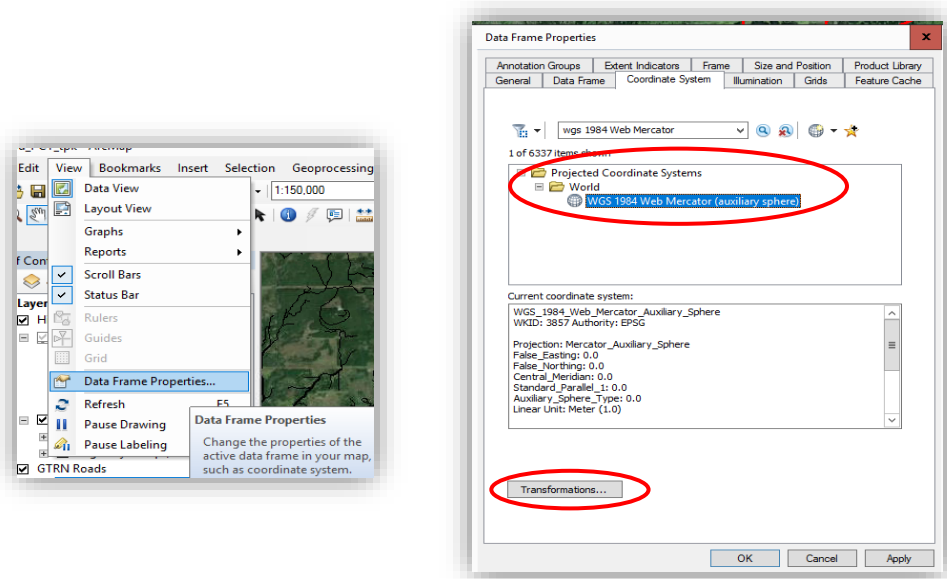 Edit View Bookmarks Insert Selection Geoprocessing
Data View
1:150,000
Layout View
Graphs
Reports
Scroll Bars
Status Bar
Layer
Rulers
H
Guides
Grid
Data Frame Properties...
Refresh F5
Pause Drawing
Pause Labeling
GTRN Roads
Data Frame Properties
Change the properties of the
active data frame in your map,
such as coordinate system.
Data Frame Properties
Annotation Groups Extent Indicators Frame Size and Position Product Library
General Data Frame Coordinate System Illumination Grids Feature Cache
wgs 1984 Web Mercator
1 of 6337 items shown
Projected Coordinate Systems
World
WGS 1984 Web Mercator (auxiliary sphere)
Current coordinate system:
WGS_1984_Web_Mercator_Auxiliary_Sphere
WKID: 3857 Authority: EPSG
Projection: Mercator_Auxiliary_Sphere
False_Easting: 0.0
False_Northing: 0.0
Central_Meridian: 0.0
Standard_Parallel_1: 0.0
Auxiliary_Sphere_Type: 0.0
Linear Unit: Meter (1.0)
Transformations...
OK Cancel Apply